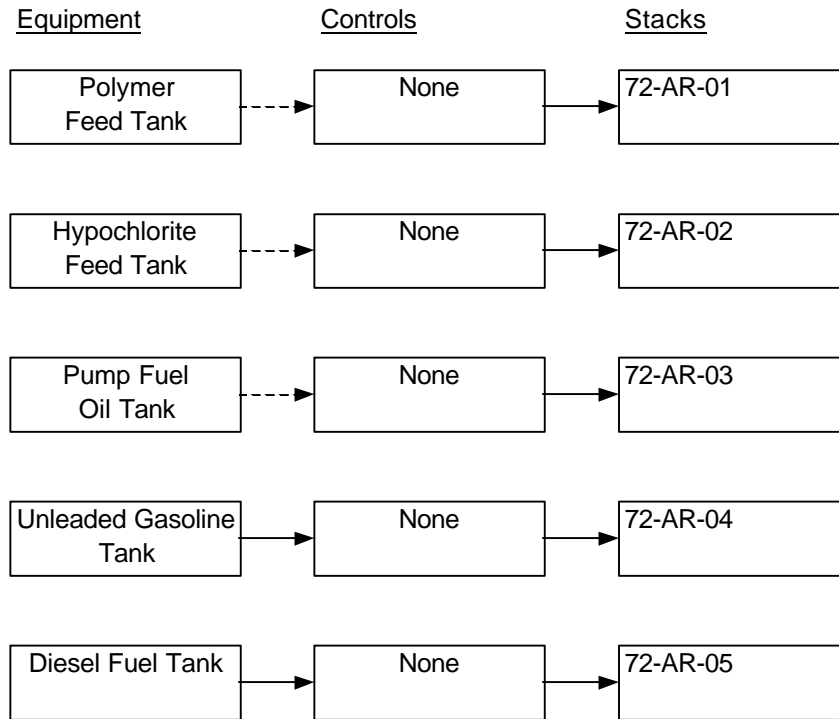 Equipment Controls Stacks
Polymer
Feed Tank
None
72-AR-01
Hypochlorite
Feed Tank
None
72-AR-02
Pump Fuel
Oil Tank
None
72-AR-03
Unleaded Gasoline
Tank
None
72-AR-04
Diesel Fuel Tank
None
72-AR-05